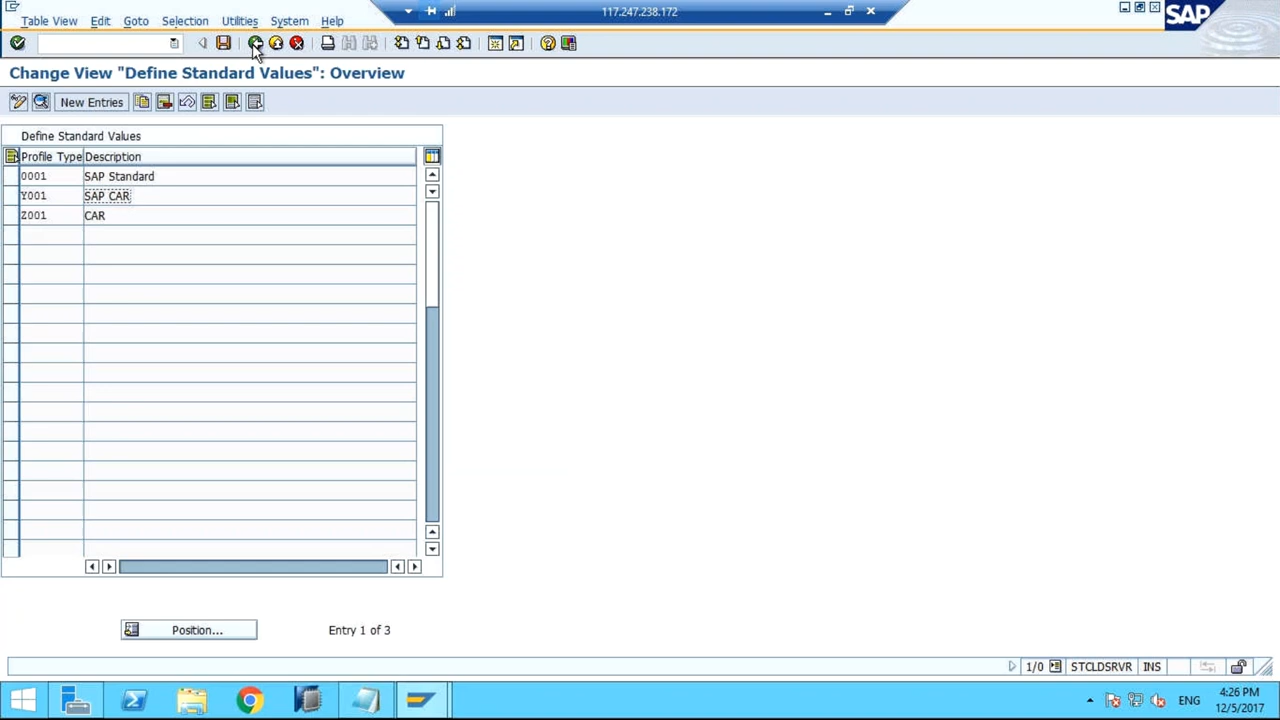 117.247.238.172
SAP
Table View Edit Goto Selection Utilities System Help
Change View "Define Standard Values": Overview
New Entries
Define Standard Values
Profile Type Description
0001 SAP Standard
Y001 SAP CAR
Z001 CAR
Position...
Entry 1 of 3
1/0 STCLDSRVR INS
ENG
4:26 PM
12/5/2017